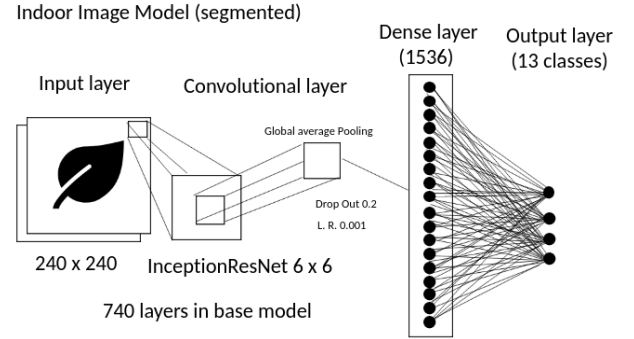 Indoor Image Model (segmented)
Dense layer
(1536)
Output layer
(13 classes)
Input layer
Convolutional layer
Global average Pooling
Drop Out 0.2
L. R. 0.001
240 x 240
InceptionResNet 6 x 6
740 layers in base model